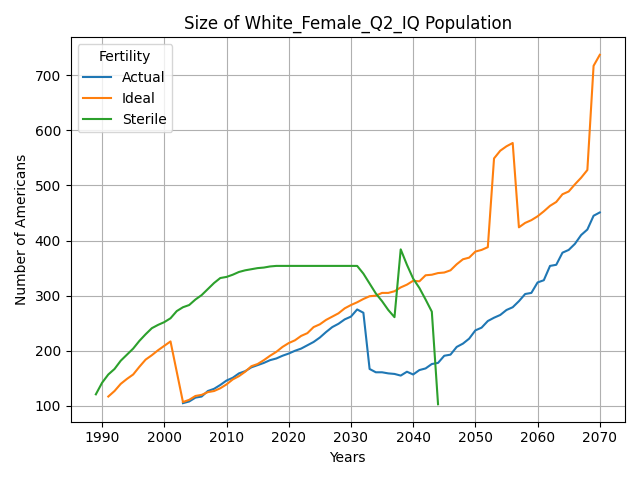 Size of White_Female_Q2_IQ Population
Fertility
Actual
Ideal
Sterile
Number of Americans
700
600
500
400
300
200
100
1990 2000 2010 2020 2030 2040 2050 2060 2070
Years